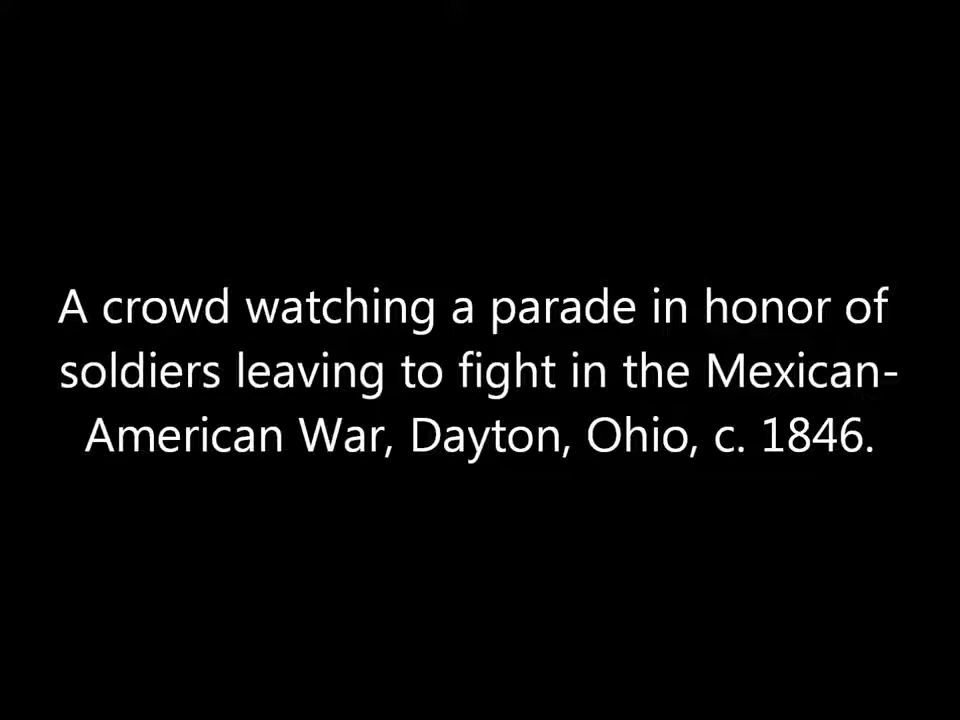 A crowd watching a parade in honor of
soldiers leaving to fight in the Mexican-
American War, Dayton, Ohio, c. 1846.